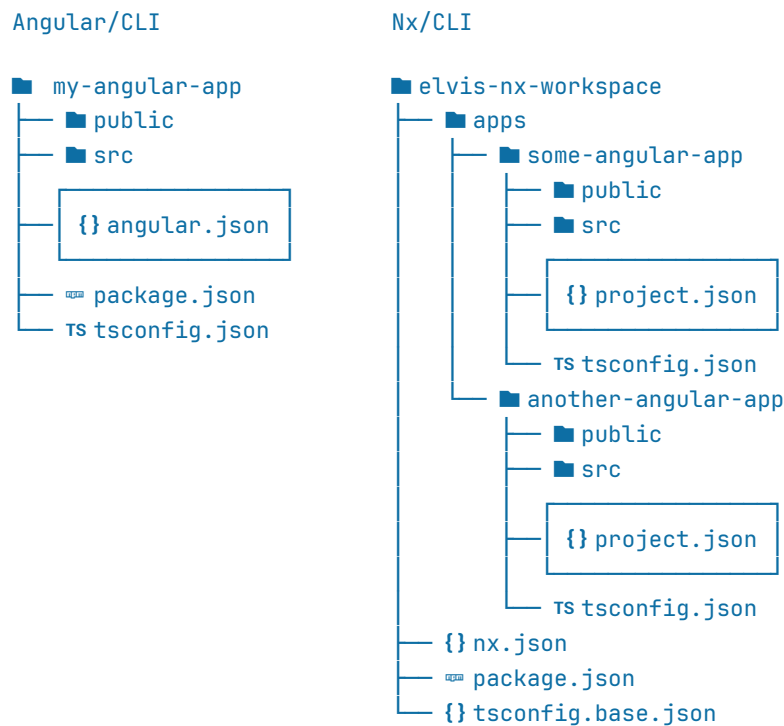 Angular/CLI
my-angular-app
public
src
{} angular.json
npm package.json
TS tsconfig.json
Nx/CLI
elvis-nx-workspace
apps
some-angular-app
public
src
{} project.json
TS tsconfig.json
another-angular-app
public
src
{} project.json
TS tsconfig.json
{} nx.json
npm package.json
{} tsconfig.base.json